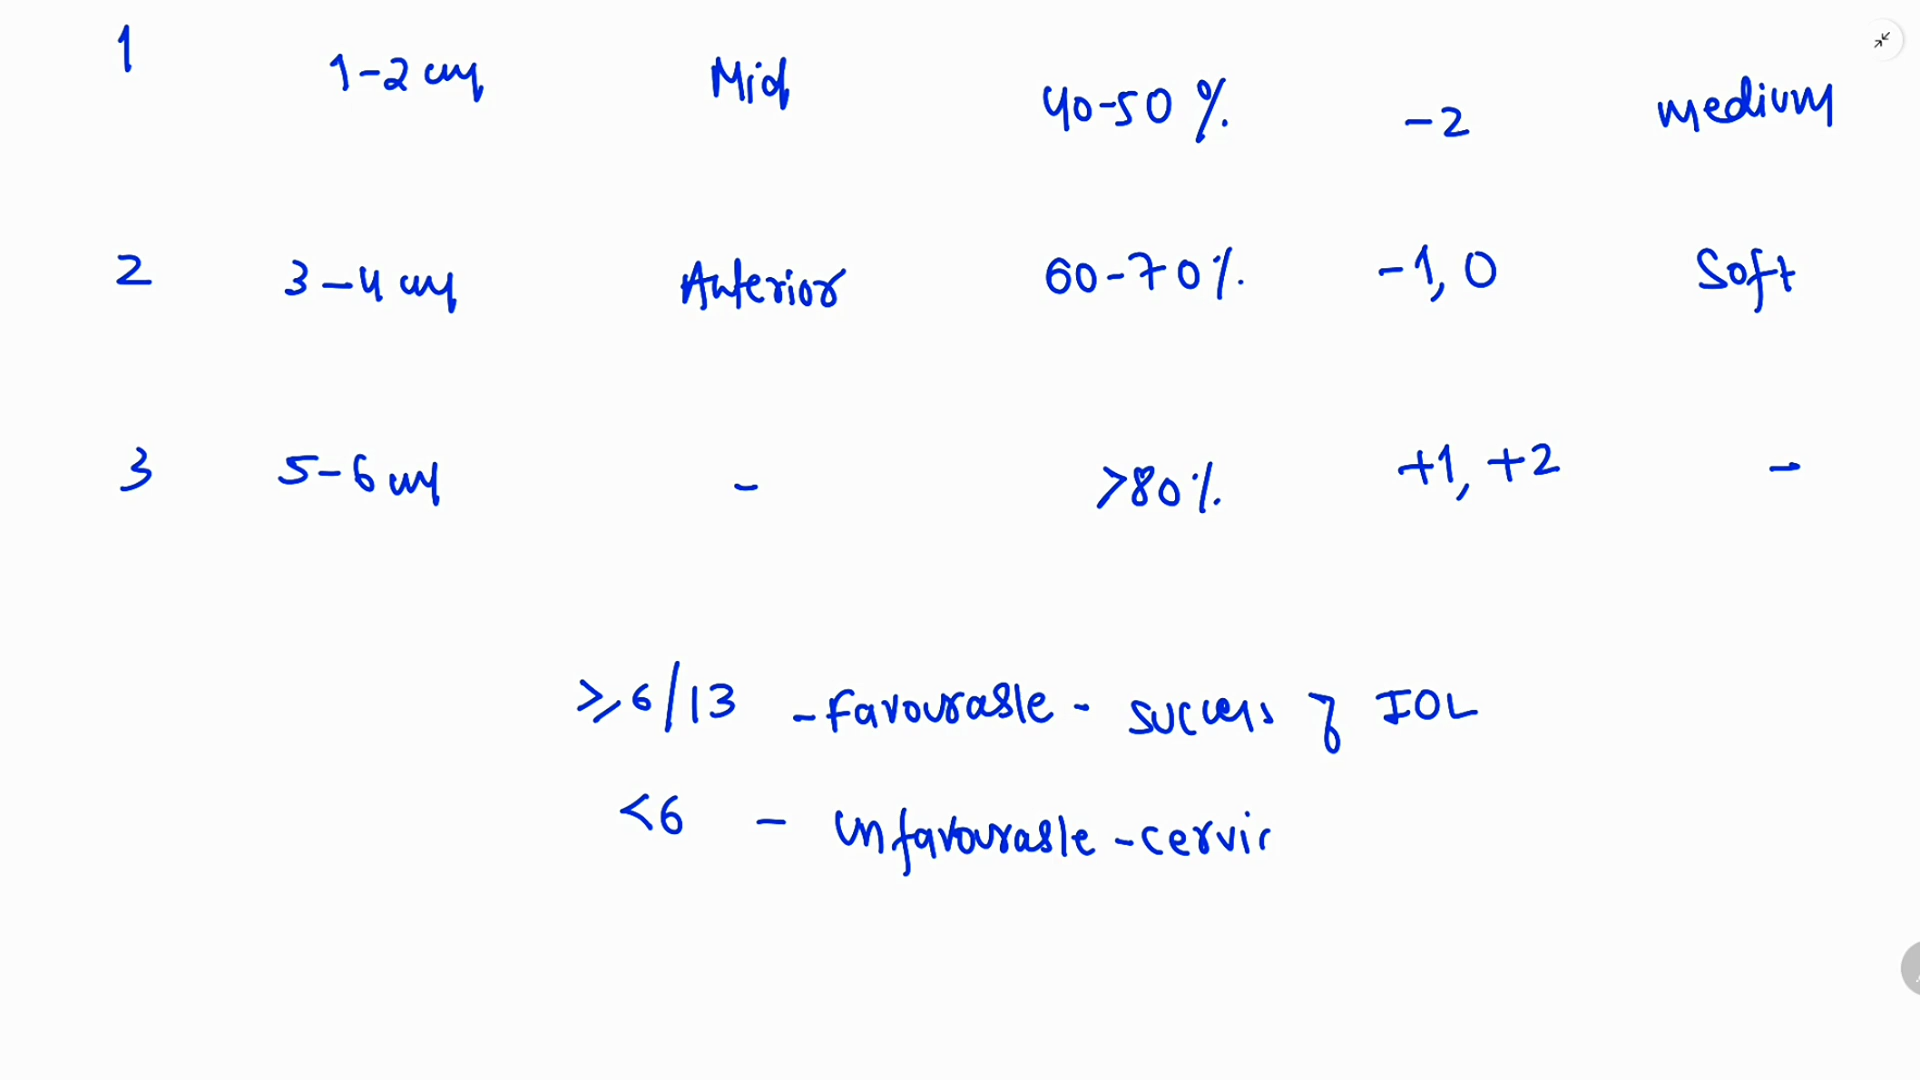 1 1-2 cm Mid 40-50% -2 medium
2 3-4 cm Anterior 60-70% -1, 0 Soft
3 5-6 cm - >80% +1, +2 -
≥6/13 - Favourable - success of IOL
<6 - Unfavourable - cervic